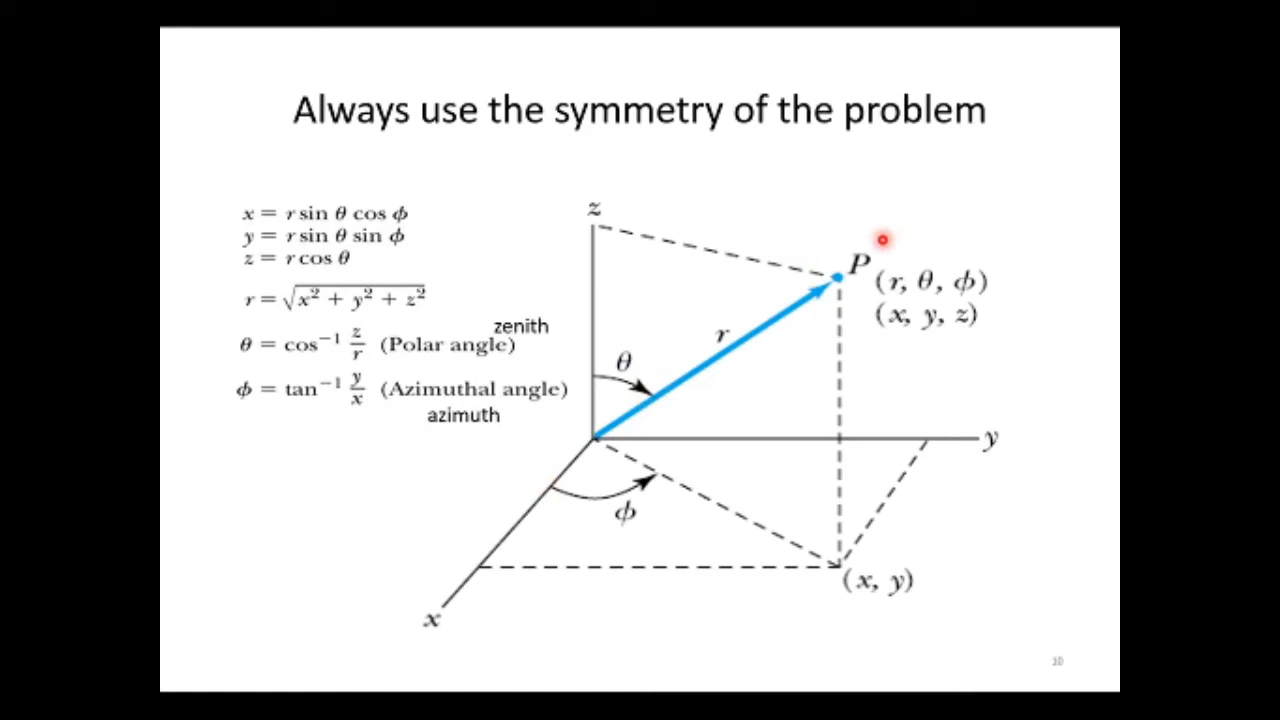 Always use the symmetry of the problem
x = r sin θ cos ϕ
y = r sin θ sin ϕ
z = r cos θ
r = √x² + y² + z²
zenith
θ = cos⁻¹ z/r (Polar angle)
ϕ = tan⁻¹ y/x (Azimuthal angle)
azimuth
z
P
(r, θ, ϕ)
(x, y, z)
r
θ
y
ϕ
(x, y)
x
10